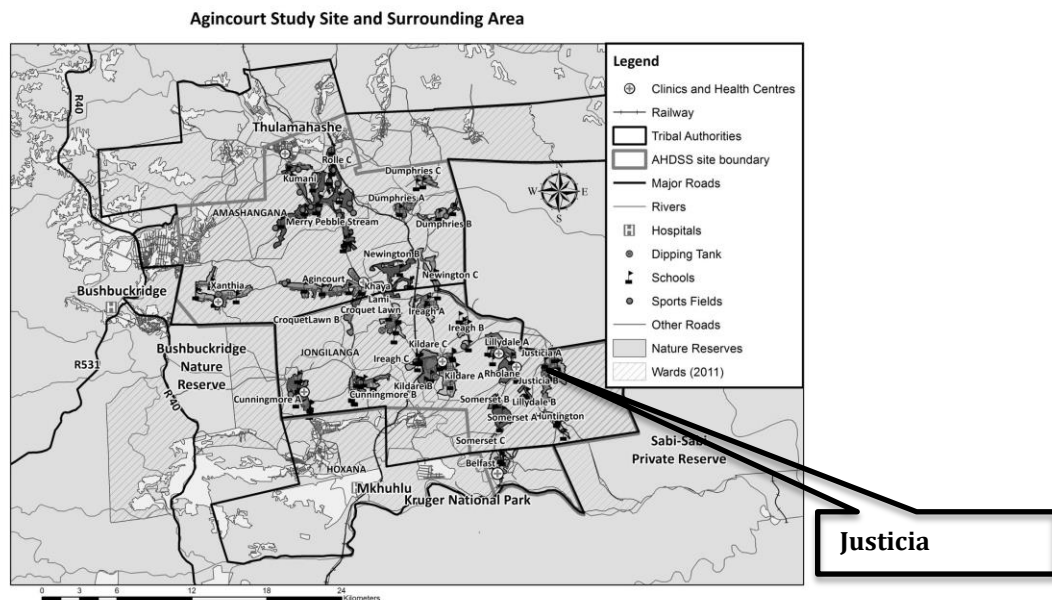 Agincourt Study Site and Surrounding Area
R40
Thulamahashe
Rolle C
Kumani
Dumphries C
Dumphries A
AMASHANGANA
Merry Pebble Stream
Dumphries B
Newington B
Newington C
Xanthia
Agincourt
Khaya
Lami
Bushbuckridge
Croquet Lawn
CroquetLawn B
Ireagh A
Ireagh B
Bushbuckridge
Nature
Reserve
JONGILANGA
Kildare C
Lillydale A
Justicia A
R531
Ireagh C
Rholane
Kildare A
Justicia B
Kildare B
R 40
Cunningmore A
Cunningmore B
Somerset B
Lillydale B
Somerset A
Huntington
Somerset C
Sabi-Sabi
Private Reserve
Belfast
HOXANA
Mkhuhlu
Kruger National Park
N
W
E
S
Legend
Clinics and Health Centres
Railway
Tribal Authorities
AHDSS site boundary
Major Roads
Rivers
H Hospitals
Dipping Tank
Schools
Sports Fields
Other Roads
Nature Reserves
Wards (2011)
Justicia
0 3 6 12 18 24
Kilometers